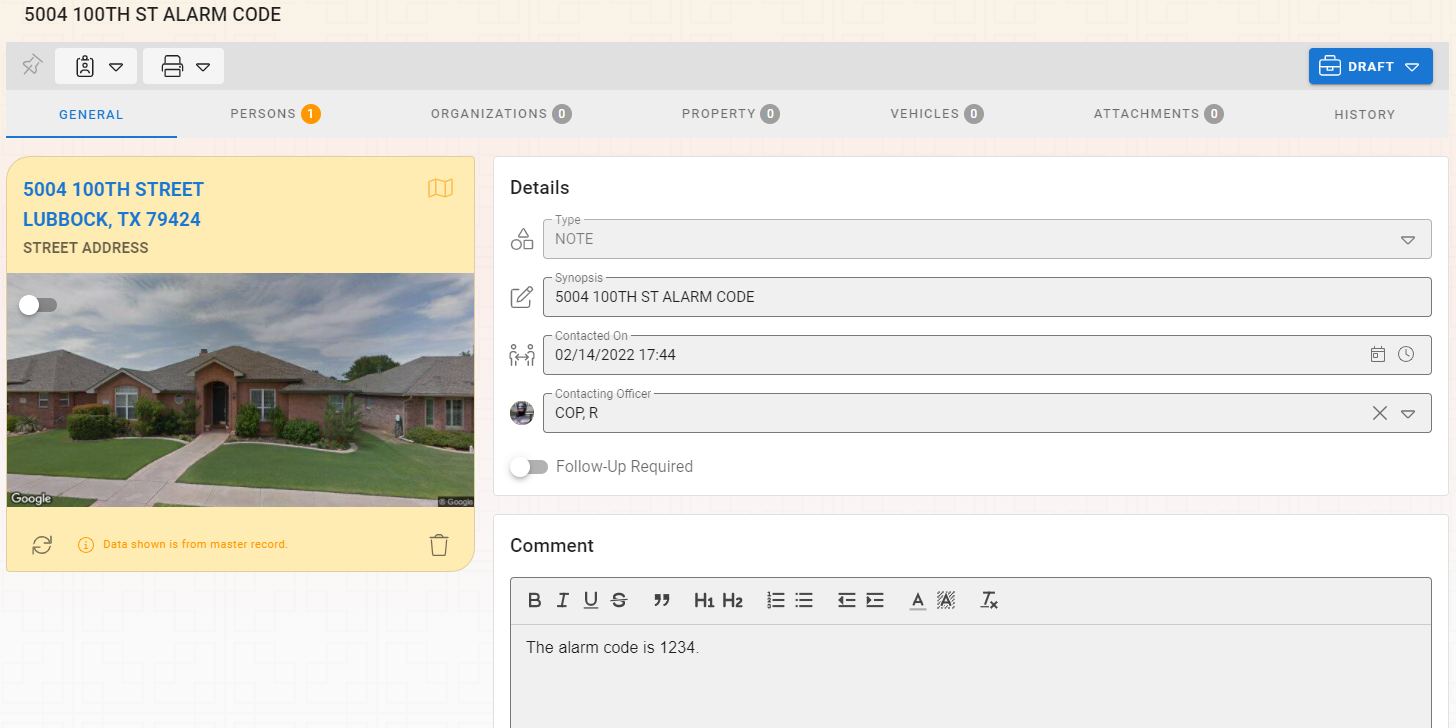 5004 100TH ST ALARM CODE
DRAFT
GENERAL
PERSONS 1
ORGANIZATIONS 0
PROPERTY 0
VEHICLES 0
ATTACHMENTS 0
HISTORY
5004 100TH STREET
LUBBOCK, TX 79424
STREET ADDRESS
Google
© Google
Data shown is from master record.
Details
Type
NOTE
Synopsis
5004 100TH ST ALARM CODE
Contacted On
02/14/2022 17:44
Contacting Officer
COP, R
Follow-Up Required
Comment
B I U S H1 H2 A A Tx
The alarm code is 1234.